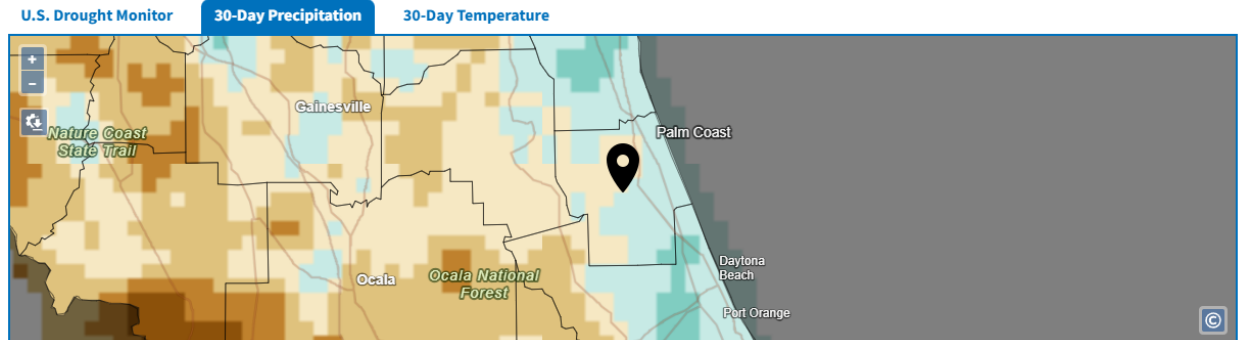 U.S. Drought Monitor
30-Day Precipitation
30-Day Temperature
+
−
Gainesville
Palm Coast
Nature Coast
State Trail
Daytona
Beach
Ocala
Ocala National
Forest
Port Orange
©